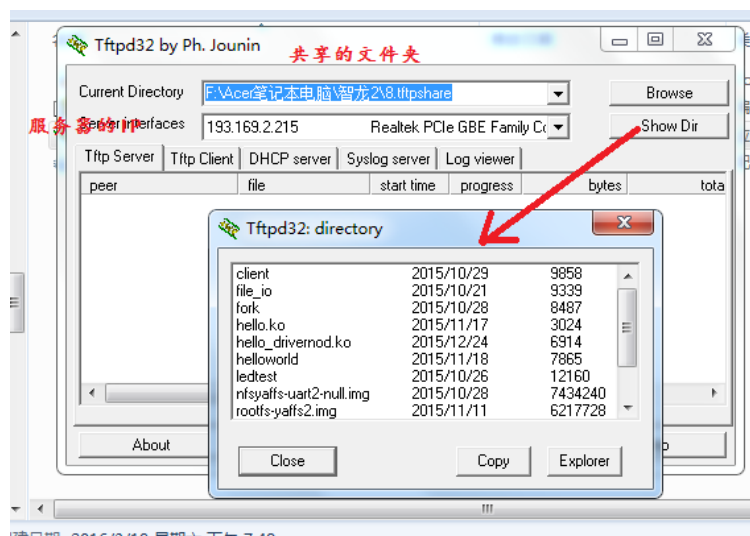 Tftpd32 by Ph. Jounin
共享的文件夹
Current Directory F:\Acer笔记本电脑\智龙2\8.tftpshare Browse
服务器的IP
Server interfaces 193.169.2.215 Realtek PCIe GBE Family Show Dir
Tftp Server Tftp Client DHCP server Syslog server Log viewer
peer file start time progress bytes
Tftpd32: directory
client 2015/10/29 9858
file_io 2015/10/21 9339
fork 2015/10/28 8487
hello.ko 2015/11/17 3024
hello_drivernod.ko 2015/12/24 6914
helloworld 2015/11/18 7865
ledtest 2015/10/26 12160
nfsyaffs-uart2-null.img 2015/10/28 7434240
rootfs-yaffs2.img 2015/11/11 6217728
About
Close Copy Explorer